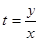 t = y/x